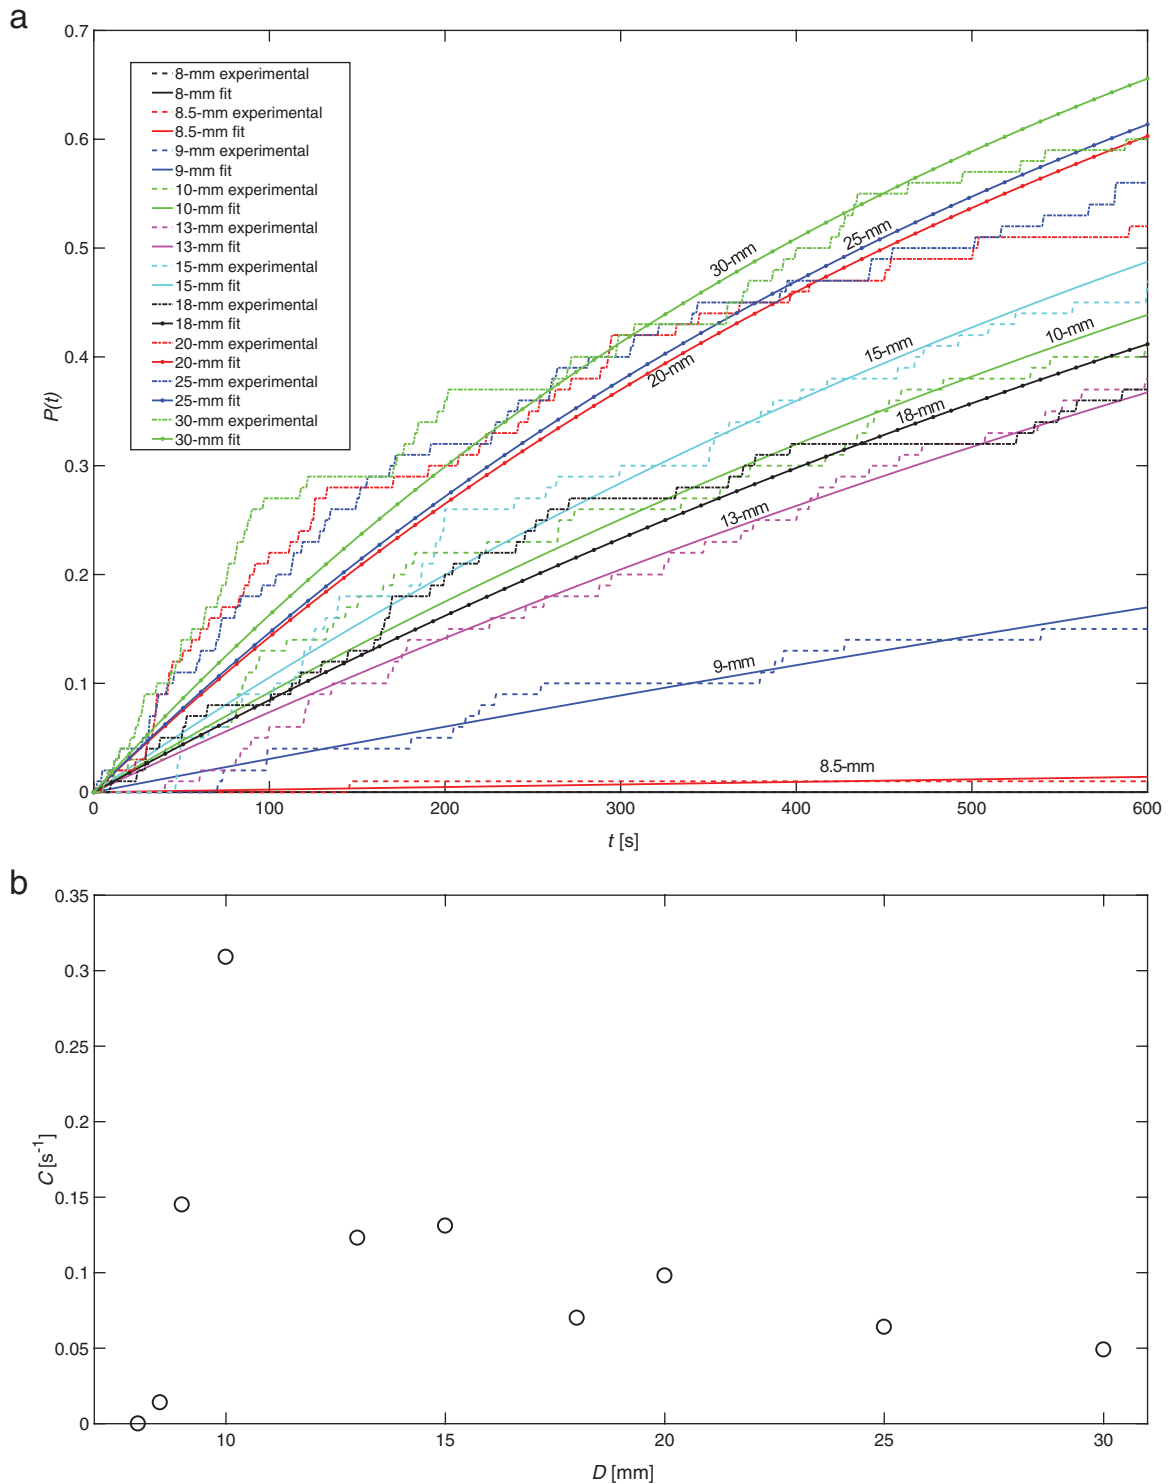 a
0.7
0.6
0.5
0.4
0.3
0.2
0.1
0
P(t)
8-mm experimental
8-mm fit
8.5-mm experimental
8.5-mm fit
9-mm experimental
9-mm fit
10-mm experimental
10-mm fit
13-mm experimental
13-mm fit
15-mm experimental
15-mm fit
18-mm experimental
18-mm fit
20-mm experimental
20-mm fit
25-mm experimental
25-mm fit
30-mm experimental
30-mm fit
30-mm
25-mm
20-mm
15-mm
10-mm
18-mm
13-mm
9-mm
8.5-mm
0 100 200 300 400 500 600
t [s]
b
0.35
0.3
0.25
0.2
0.15
0.1
0.05
0
C [s⁻¹]
10 15 20 25 30
D [mm]